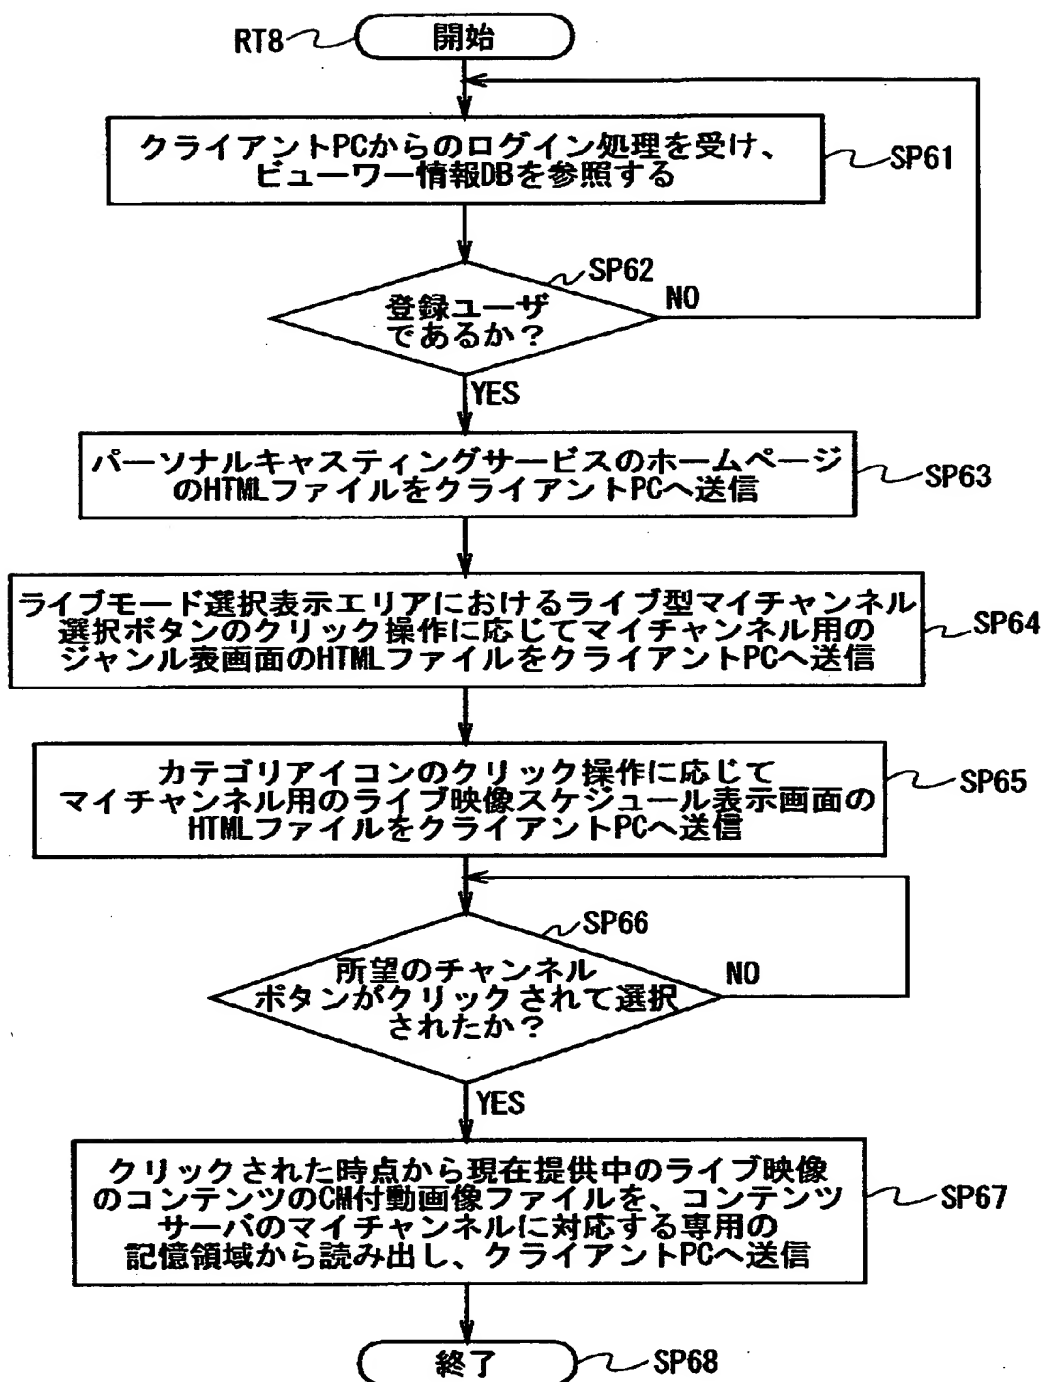 RT8
開始
クライアントPCからのログイン処理を受け、
ビューワー情報DBを参照する
SP61
SP62
登録ユーザ
であるか?
NO
YES
パーソナルキャスティングサービスのホームページ
のHTMLファイルをクライアントPCへ送信
SP63
ライブモード選択表示エリアにおけるライブ型マイチャンネル
選択ボタンのクリック操作に応じてマイチャンネル用の
ジャンル表画面のHTMLファイルをクライアントPCへ送信
SP64
カテゴリアイコンのクリック操作に応じて
マイチャンネル用のライブ映像スケジュール表示画面の
HTMLファイルをクライアントPCへ送信
SP65
SP66
所望のチャンネル
ボタンがクリックされて選択
されたか?
NO
YES
クリックされた時点から現在提供中のライブ映像
のコンテンツのCM付動画像ファイルを、コンテンツ
サーバのマイチャンネルに対応する専用の
記憶領域から読み出し、クライアントPCへ送信
SP67
終了
SP68